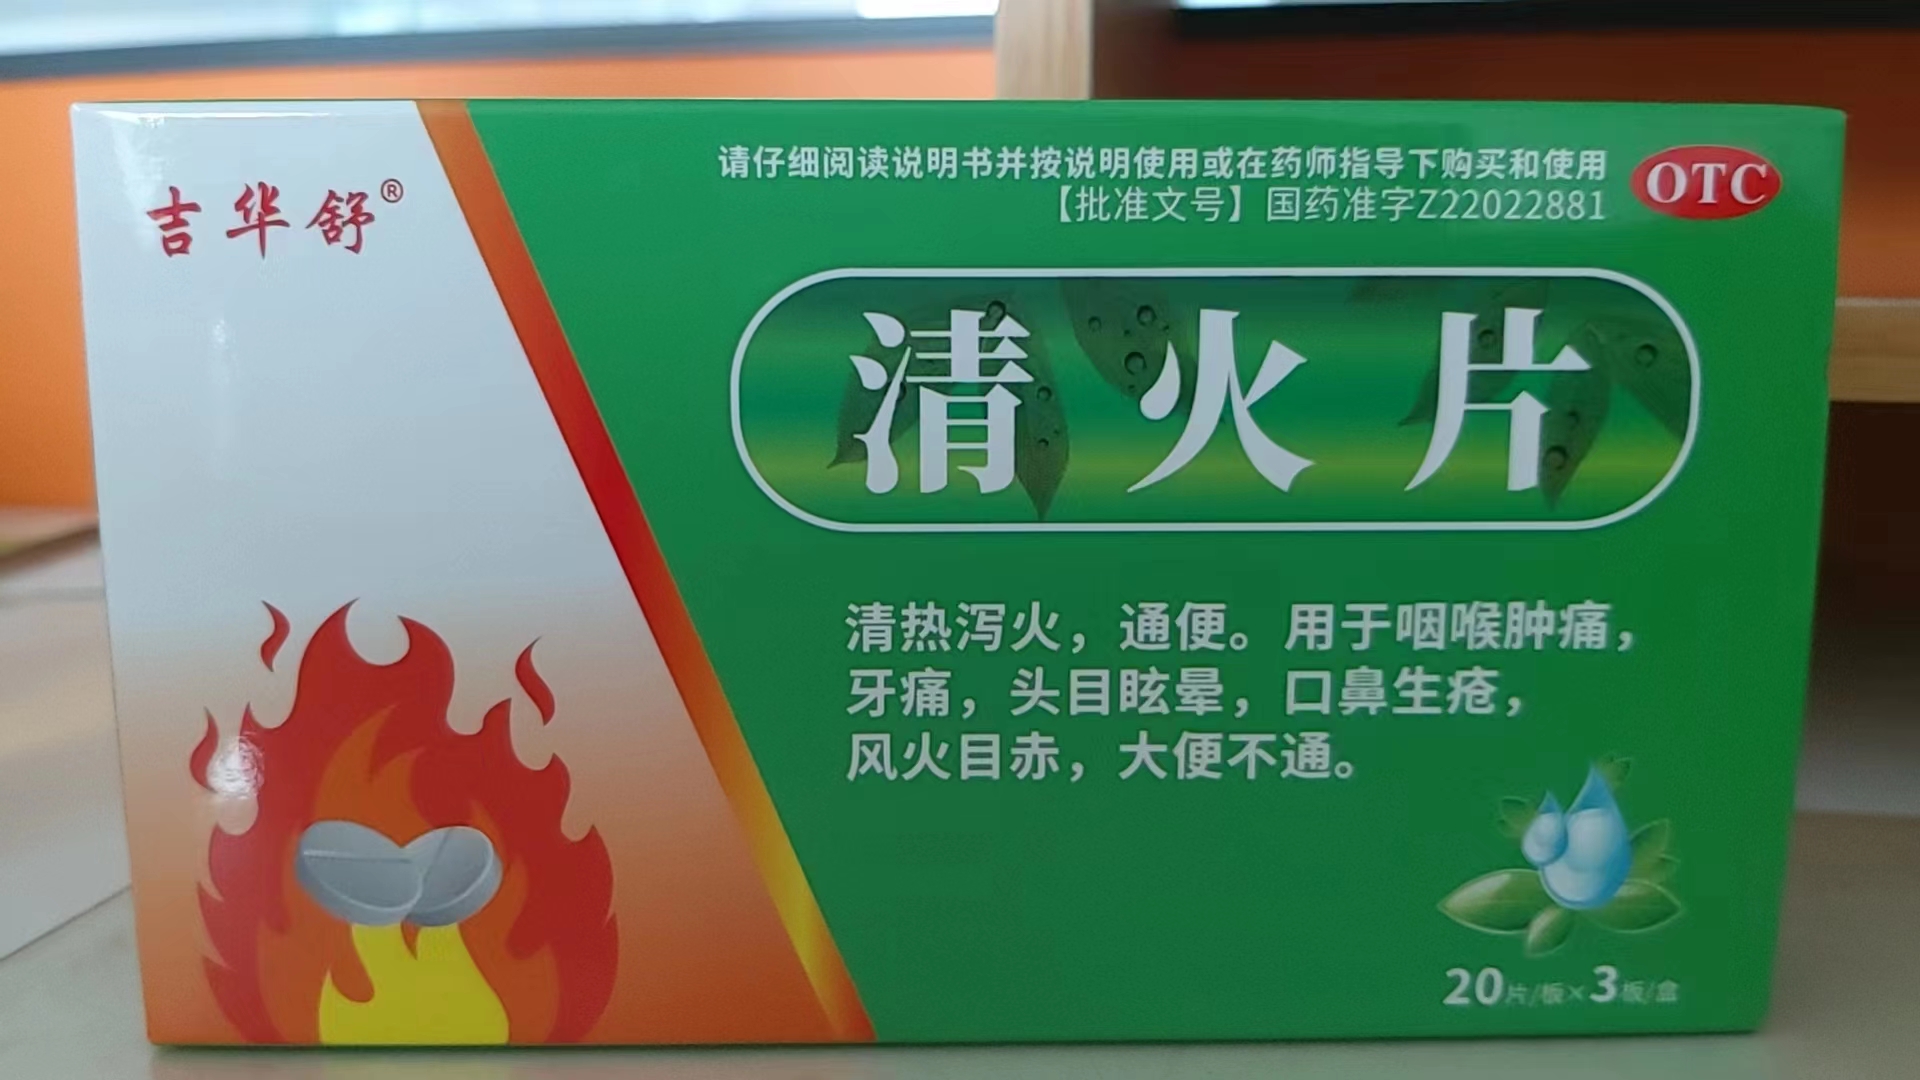 吉华舒®
请仔细阅读说明书并按说明使用或在药师指导下购买和使用
OTC
【批准文号】国药准字Z22022881
清火片
清热泻火，通便。用于咽喉肿痛，
牙痛，头目眩晕，口鼻生疮，
风火目赤，大便不通。
20片/板×3板/盒